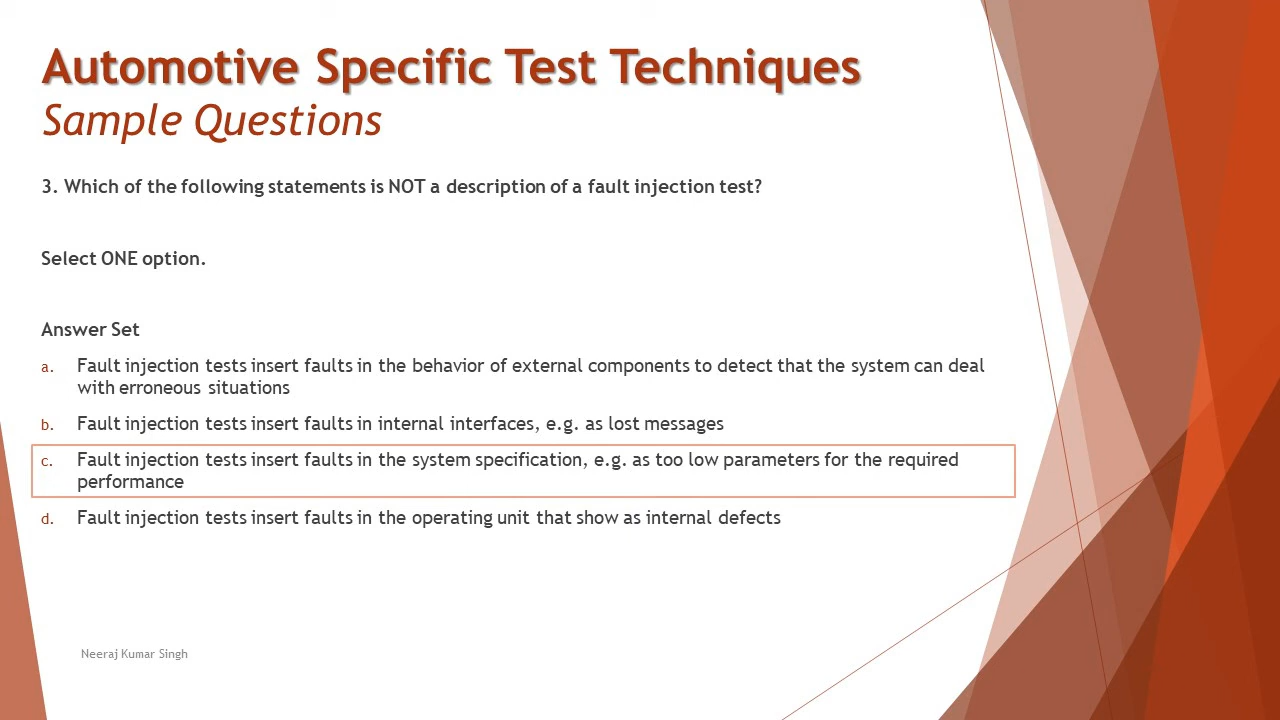 Automotive Specific Test Techniques
Sample Questions
3. Which of the following statements is NOT a description of a fault injection test?
Select ONE option.
Answer Set
a. Fault injection tests insert faults in the behavior of external components to detect that the system can deal
with erroneous situations
b. Fault injection tests insert faults in internal interfaces, e.g. as lost messages
c. Fault injection tests insert faults in the system specification, e.g. as too low parameters for the required
performance
d. Fault injection tests insert faults in the operating unit that show as internal defects
Neeraj Kumar Singh